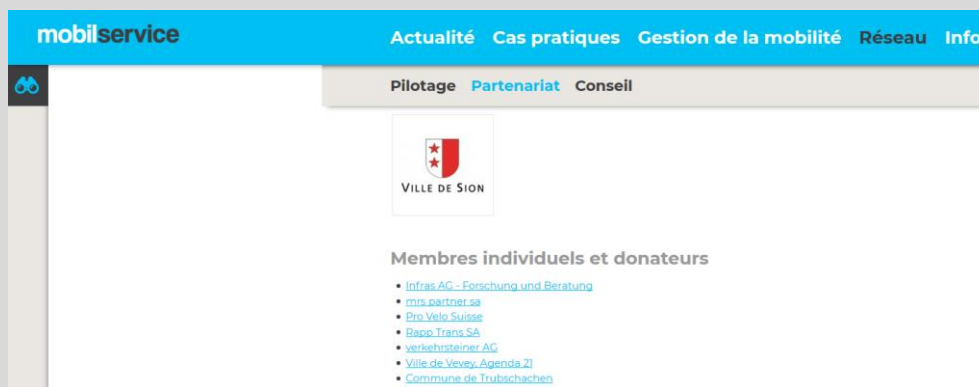 mobilservice
Actualité Cas pratiques Gestion de la mobilité Réseau Info
Pilotage Partenariat Conseil
VILLE DE SION
Membres individuels et donateurs
Infras AG - Forschung und Beratung
mrs partner sa
Pro Velo Suisse
Rapp Trans SA
verkehrsteiner AG
Ville de Vevey, Agenda 21
Commune de Trubschachen